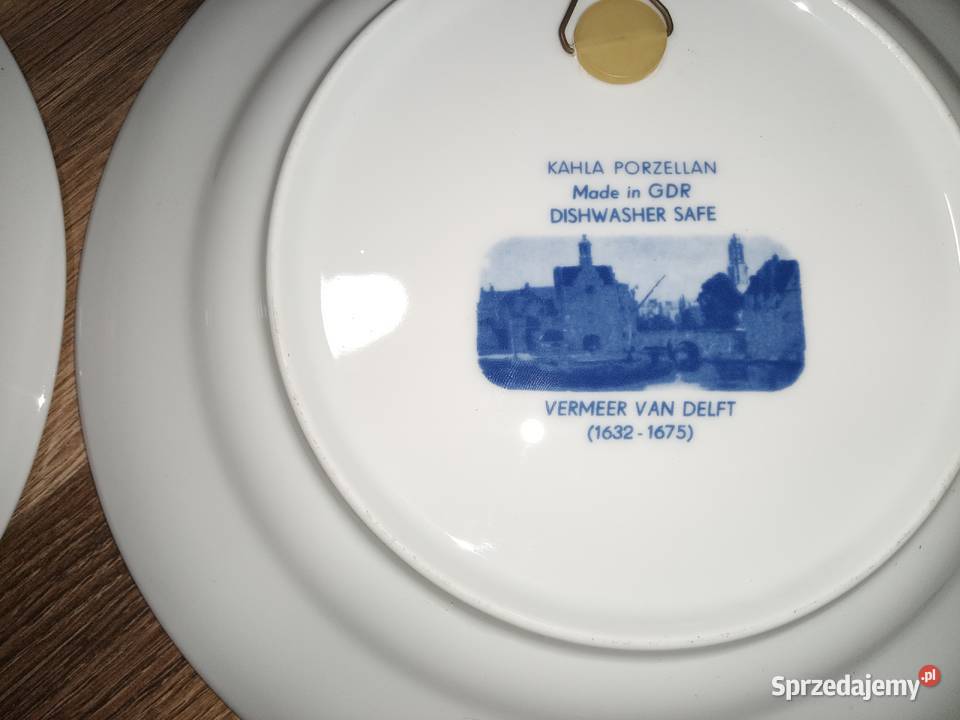 KAHLA PORZELLAN
Made in GDR
DISHWASHER SAFE
VERMEER VAN DELFT
(1632 - 1675)
Sprzedajemy.pl